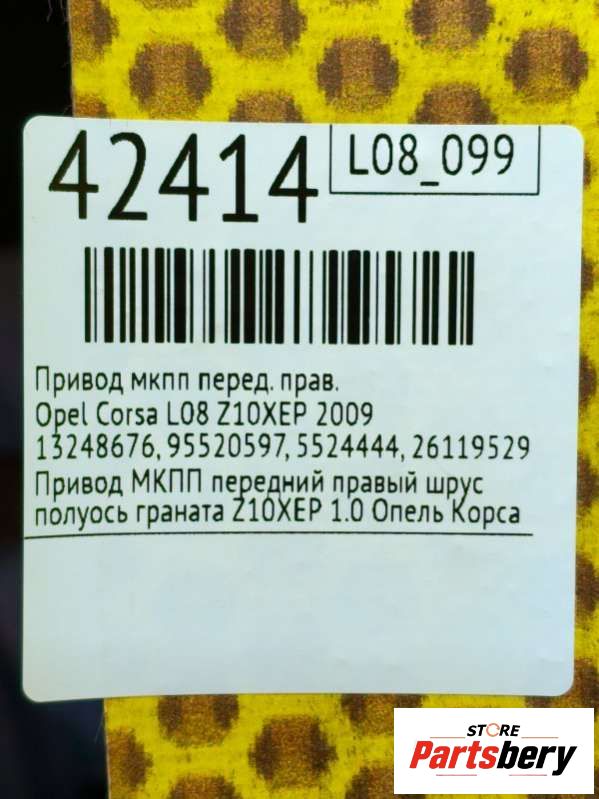 42414
L08_099
Привод мкпп перед. прав.
Opel Corsa L08 Z10XEP 2009
13248676, 95520597, 5524444, 26119529
Привод МКПП передний правый шрус
полуось граната Z10XEP 1.0 Опель Корса
STORE
Partsbery